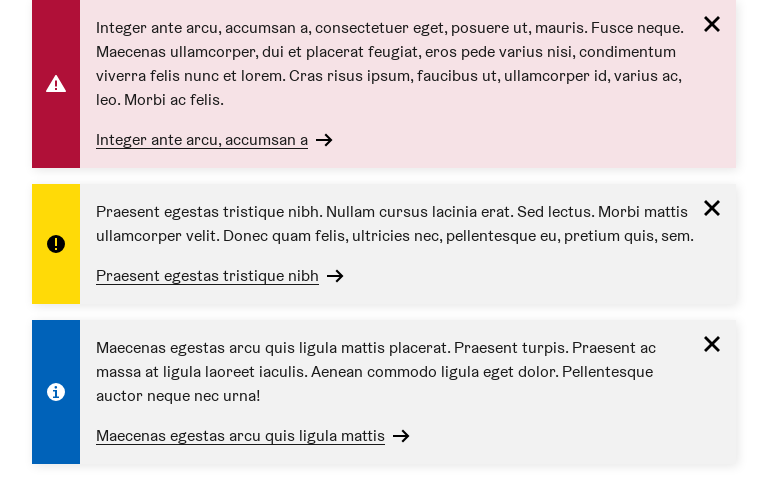 Integer ante arcu, accumsan a, consectetuer eget, posuere ut, mauris. Fusce neque.
Maecenas ullamcorper, dui et placerat feugiat, eros pede varius nisi, condimentum
viverra felis nunc et lorem. Cras risus ipsum, faucibus ut, ullamcorper id, varius ac,
leo. Morbi ac felis.
Integer ante arcu, accumsan a
Praesent egestas tristique nibh. Nullam cursus lacinia erat. Sed lectus. Morbi mattis
ullamcorper velit. Donec quam felis, ultricies nec, pellentesque eu, pretium quis, sem.
Praesent egestas tristique nibh
Maecenas egestas arcu quis ligula mattis placerat. Praesent turpis. Praesent ac
massa at ligula laoreet iaculis. Aenean commodo ligula eget dolor. Pellentesque
auctor neque nec urna!
Maecenas egestas arcu quis ligula mattis